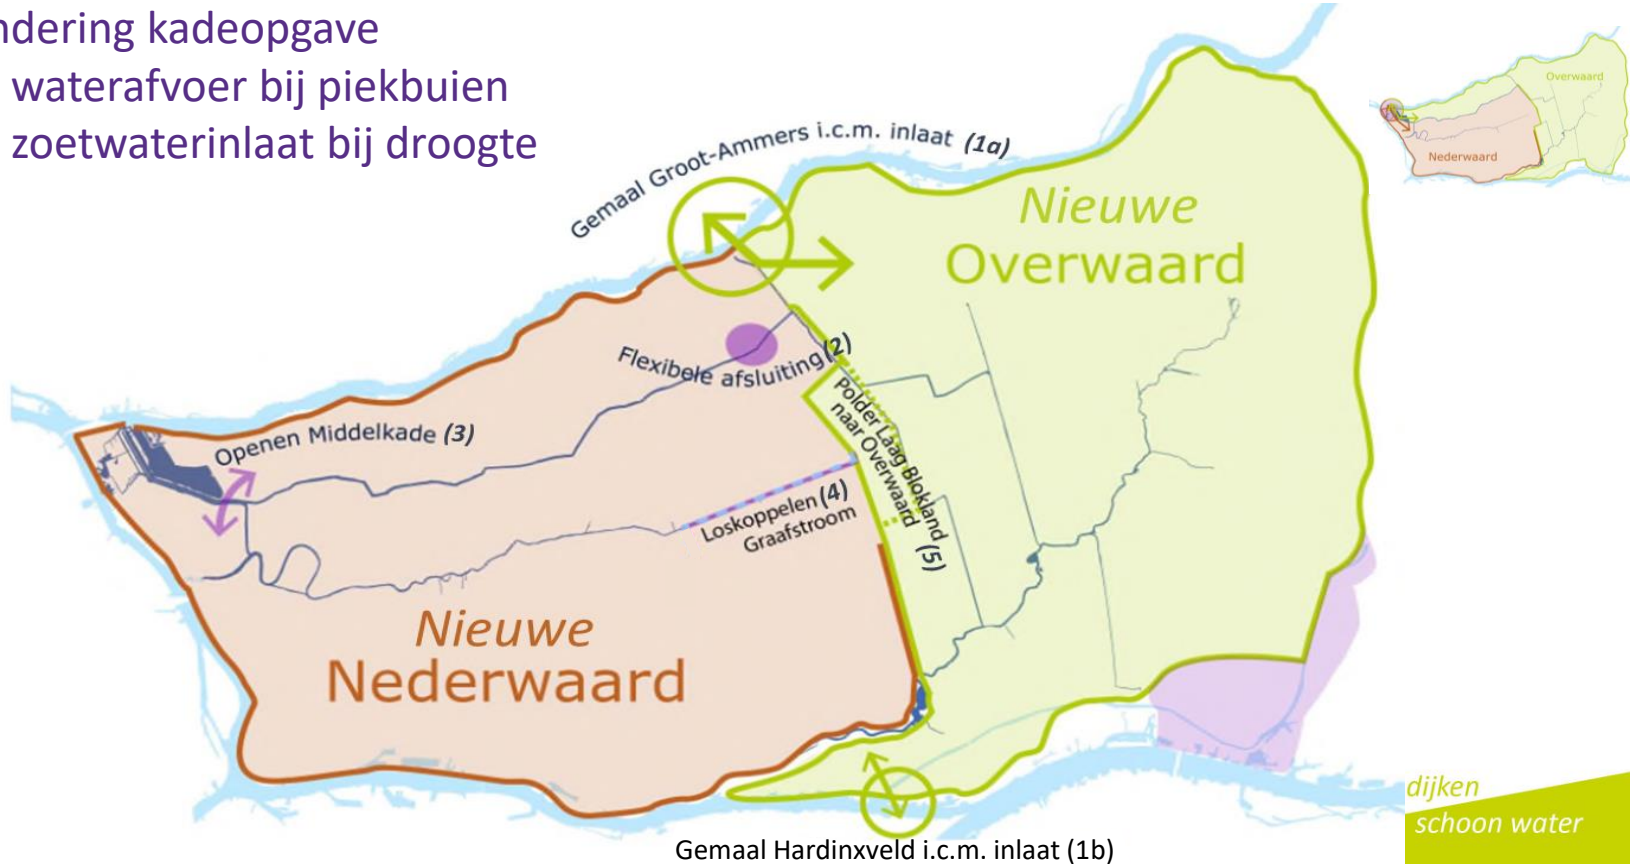 ndering kadeopgave
waterafvoer bij piekbuien
zoetwaterinlaat bij droogte
Gemaal Groot-Ammers i.c.m. inlaat (1a)
Nieuwe
Overwaard
Overwaard
Nederwaard
Flexibele afsluiting (2)
Polder Laag Blokland
naar Overwaard (5)
Openen Middelkade (3)
Loskoppelen (4)
Graafstroom
Nieuwe
Nederwaard
Gemaal Hardinxveld i.c.m. inlaat (1b)
dijken
schoon water